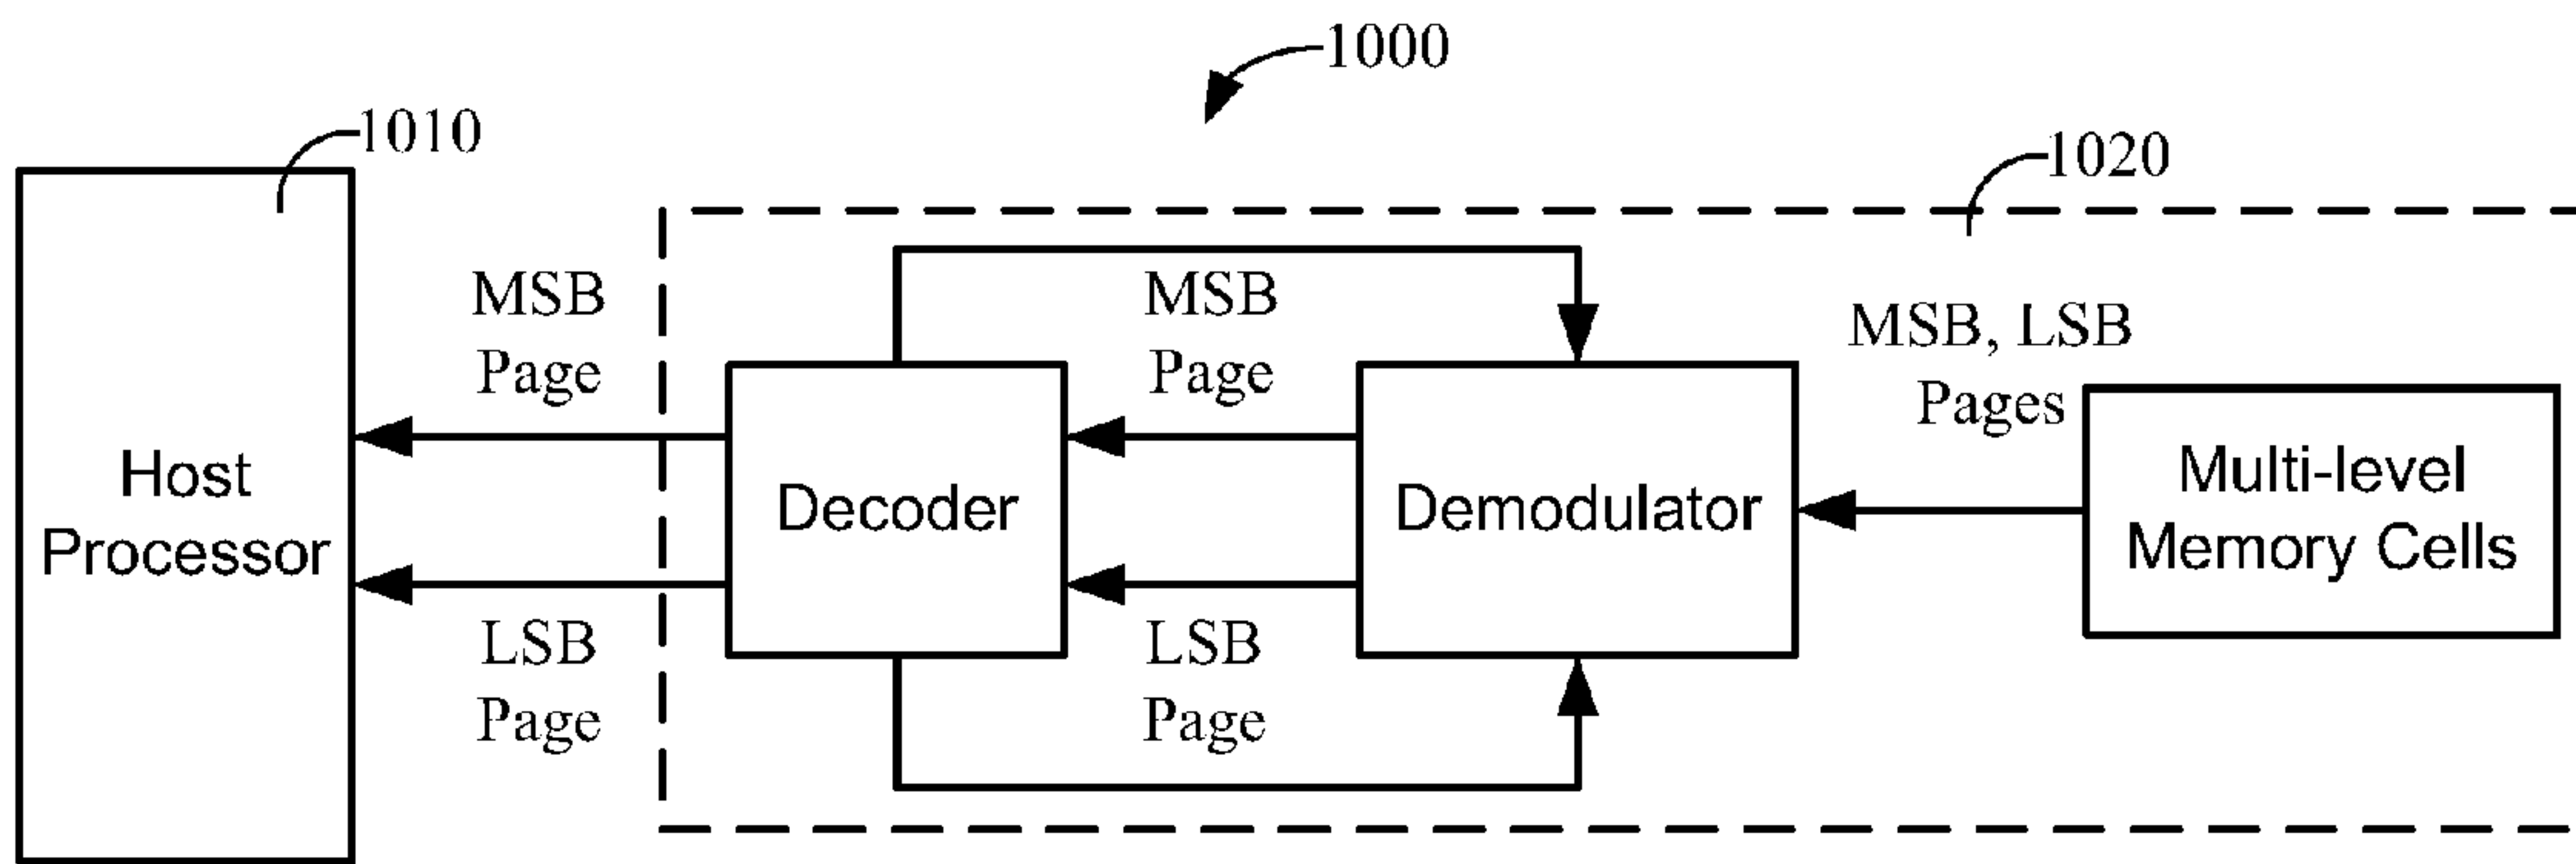 1000
1010
1020
MSB
Page
MSB
Page
MSB, LSB
Pages
Host
Processor
Decoder
Demodulator
Multi-level
Memory Cells
LSB
Page
LSB
Page